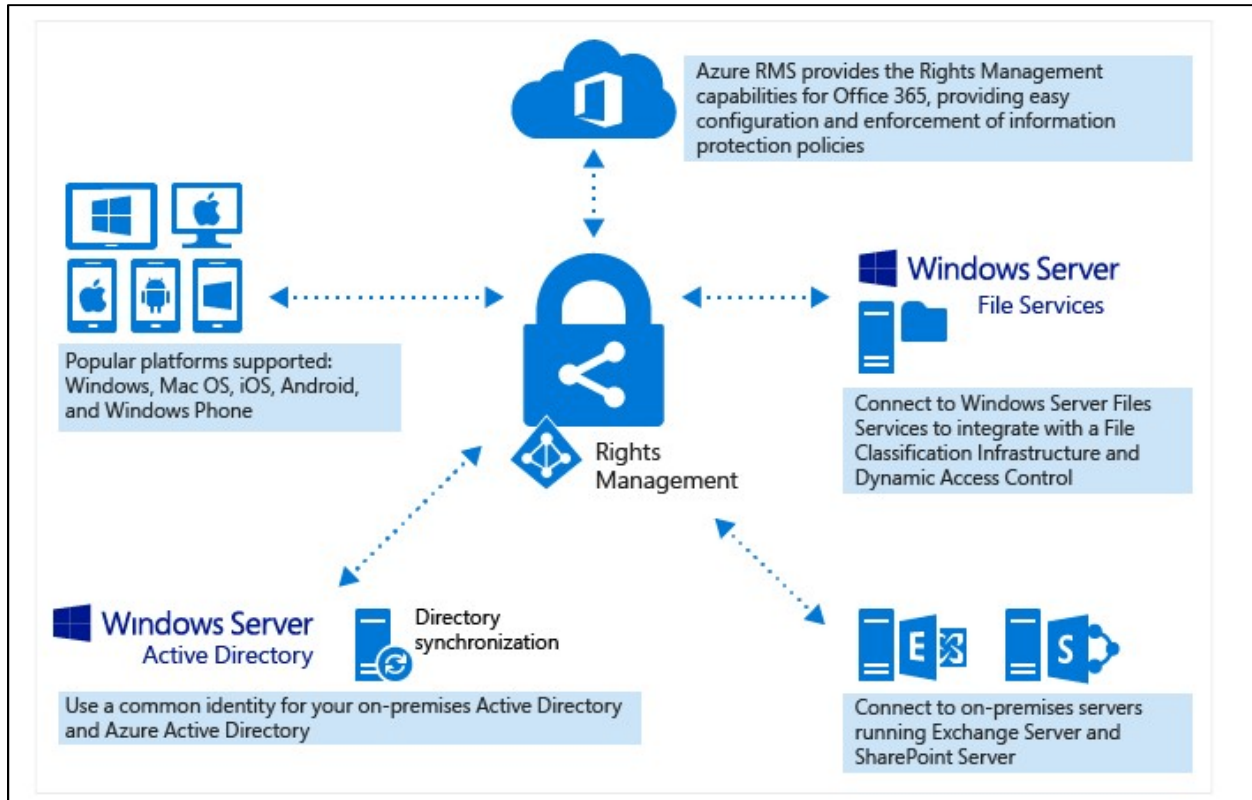 Azure RMS provides the Rights Management
capabilities for Office 365, providing easy
configuration and enforcement of information
protection policies
Popular platforms supported:
Windows, Mac OS, iOS, Android,
and Windows Phone
Windows Server
File Services
Connect to Windows Server Files
Services to integrate with a File
Classification Infrastructure and
Dynamic Access Control
Rights
Management
Windows Server
Active Directory
Directory
synchronization
Use a common identity for your on-premises Active Directory
and Azure Active Directory
E
S
Connect to on-premises servers
running Exchange Server and
SharePoint Server